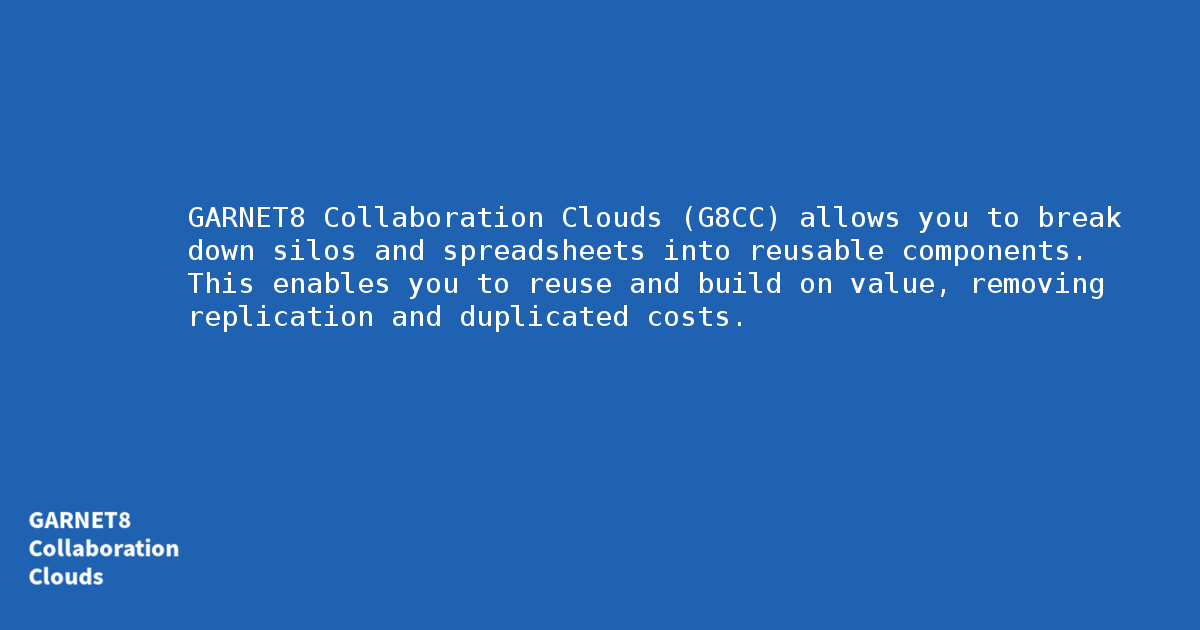 GARNET8 Collaboration Clouds (G8CC) allows you to break
down silos and spreadsheets into reusable components.
This enables you to reuse and build on value, removing
replication and duplicated costs.
GARNET8
Collaboration
Clouds